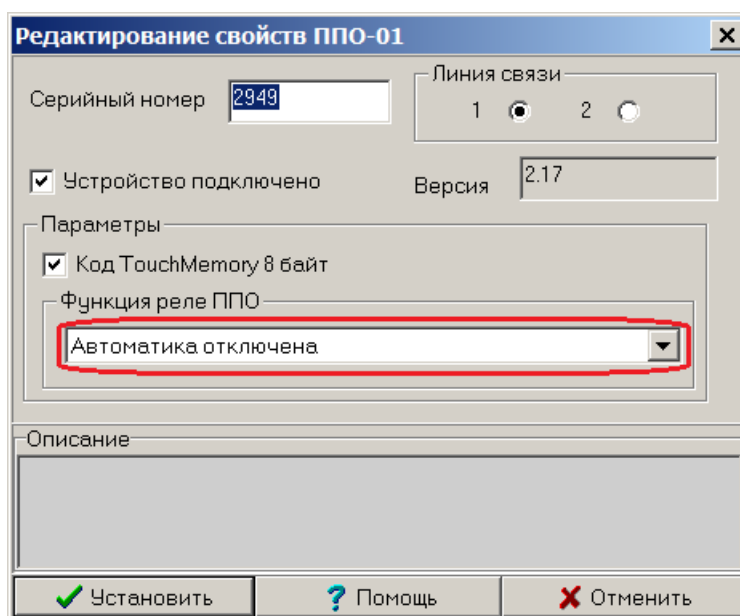 Редактирование свойств ППО-01
Серийный номер 2949
Линия связи
1 2
Устройство подключено
Версия 2.17
Параметры
Код TouchMemory 8 байт
Функция реле ППО
Автоматика отключена
Описание
Установить ? Помощь Отменить